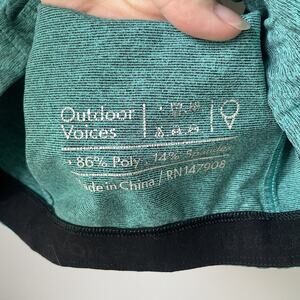 Outdoor
Voices
86% Poly. 14% Spandex
Made in China / RN147908